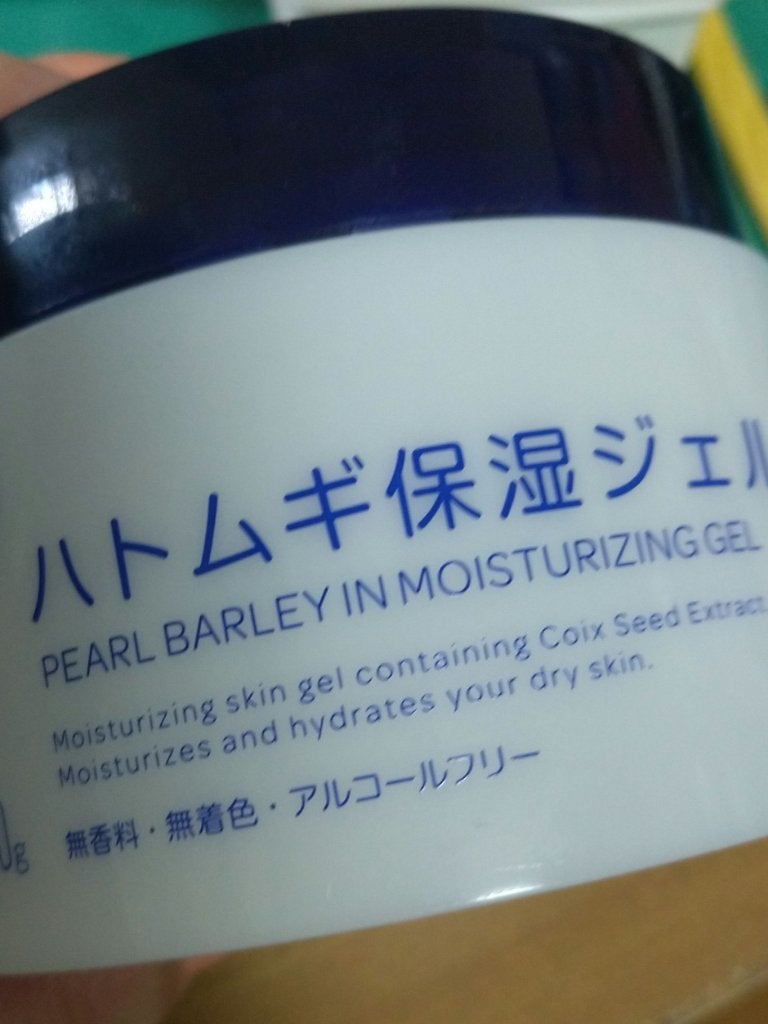 ハトムギ保湿ジェル
PEARL BARLEY IN MOISTURIZING GEL
Moisturizing skin gel containing Coix Seed Extract.
Moisturizes and hydrates your dry skin.
無香料・無着色・アルコールフリー